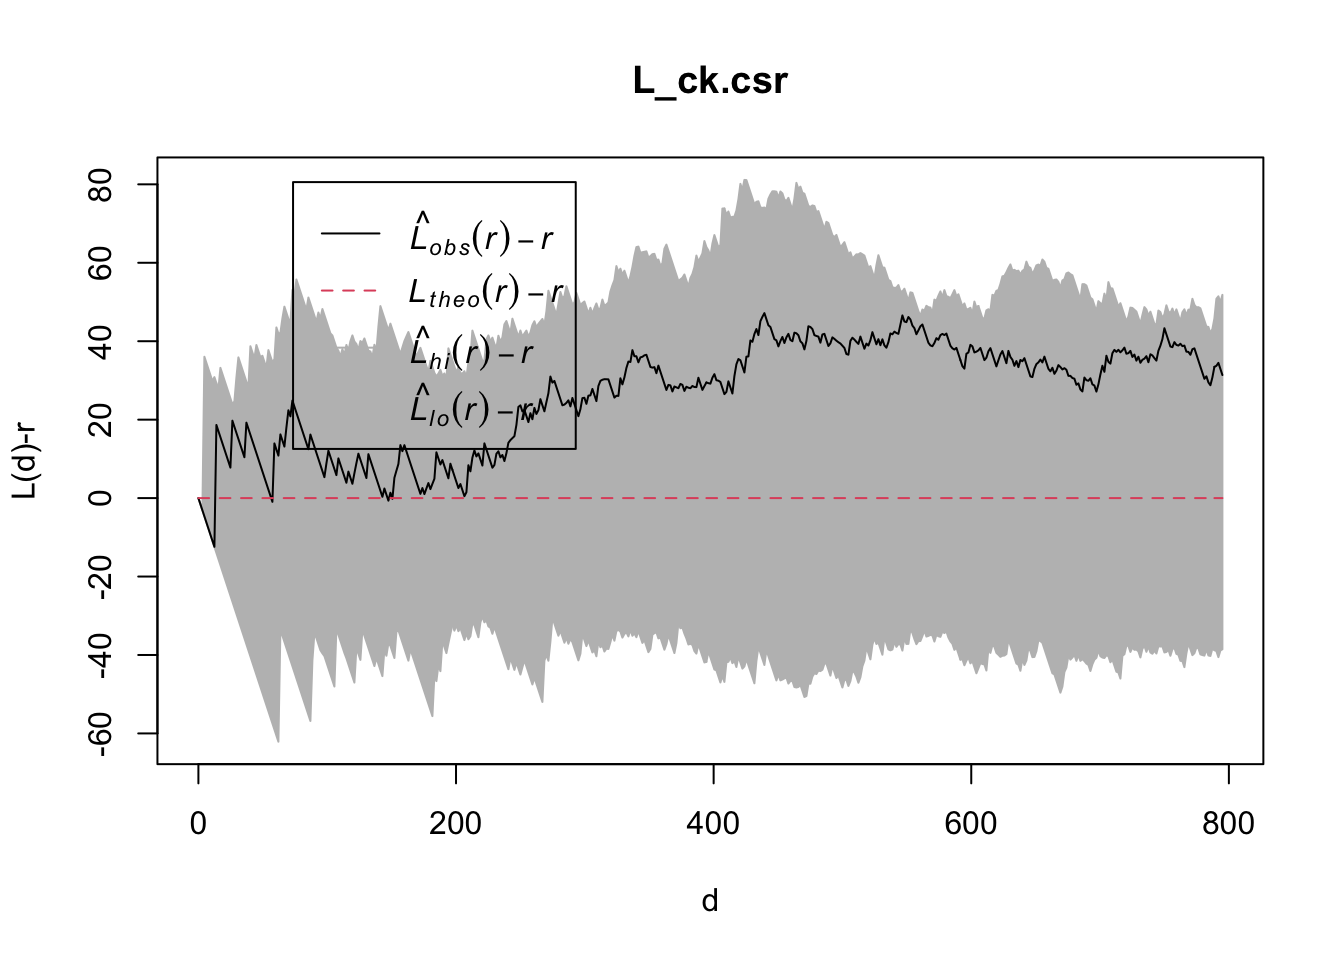 L_ck.csr
80
60
40
20
0
-20
-40
-60
L(d)-r
L̂obs(r) − r
Ltheo(r) − r
L̂hi(r) − r
L̂lo(r) − r
0 200 400 600 800
d